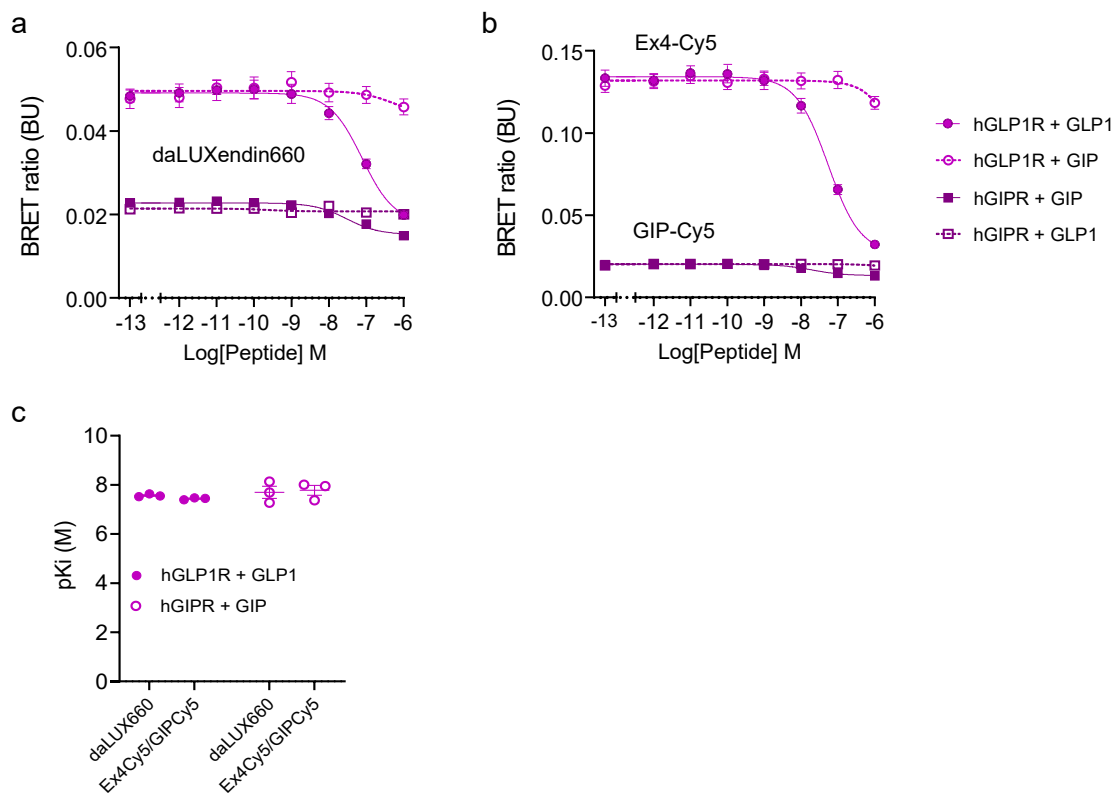 a
BRET ratio (BU)
0.06
0.04
0.02
0.00
daLUXendin660
-13 -12 -11 -10 -9 -8 -7 -6
Log[Peptide] M
b
BRET ratio (BU)
0.15
0.10
0.05
0.00
Ex4-Cy5
GIP-Cy5
-13 -12 -11 -10 -9 -8 -7 -6
Log[Peptide] M
hGLP1R + GLP1
hGLP1R + GIP
hGIPR + GIP
hGIPR + GLP1
c
pKi (M)
10
8
6
4
2
0
hGLP1R + GLP1
hGIPR + GIP
daLUX660
Ex4Cy5/GIPCy5
daLUX660
Ex4Cy5/GIPCy5